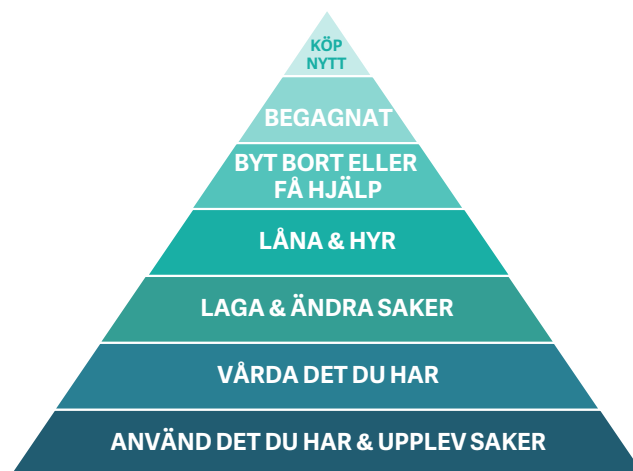 KÖP
NYTT
BEGAGNAT
BYT BORT ELLER
FÅ HJÄLP
LÅNA & HYR
LAGA & ÄNDRA SAKER
VÅRDA DET DU HAR
ANVÄND DET DU HAR & UPPLEV SAKER